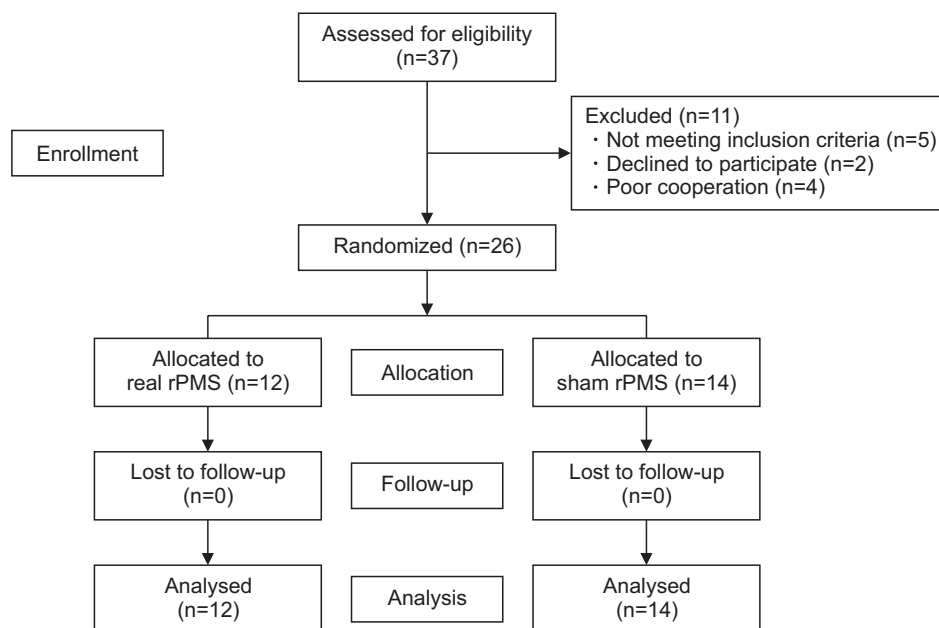 Assessed for eligibility
(n=37)
Enrollment
Excluded (n=11)
· Not meeting inclusion criteria (n=5)
· Declined to participate (n=2)
· Poor cooperation (n=4)
Randomized (n=26)
Allocated to
real rPMS (n=12)
Allocation
Allocated to
sham rPMS (n=14)
Lost to follow-up
(n=0)
Follow-up
Lost to follow-up
(n=0)
Analysed
(n=12)
Analysis
Analysed
(n=14)